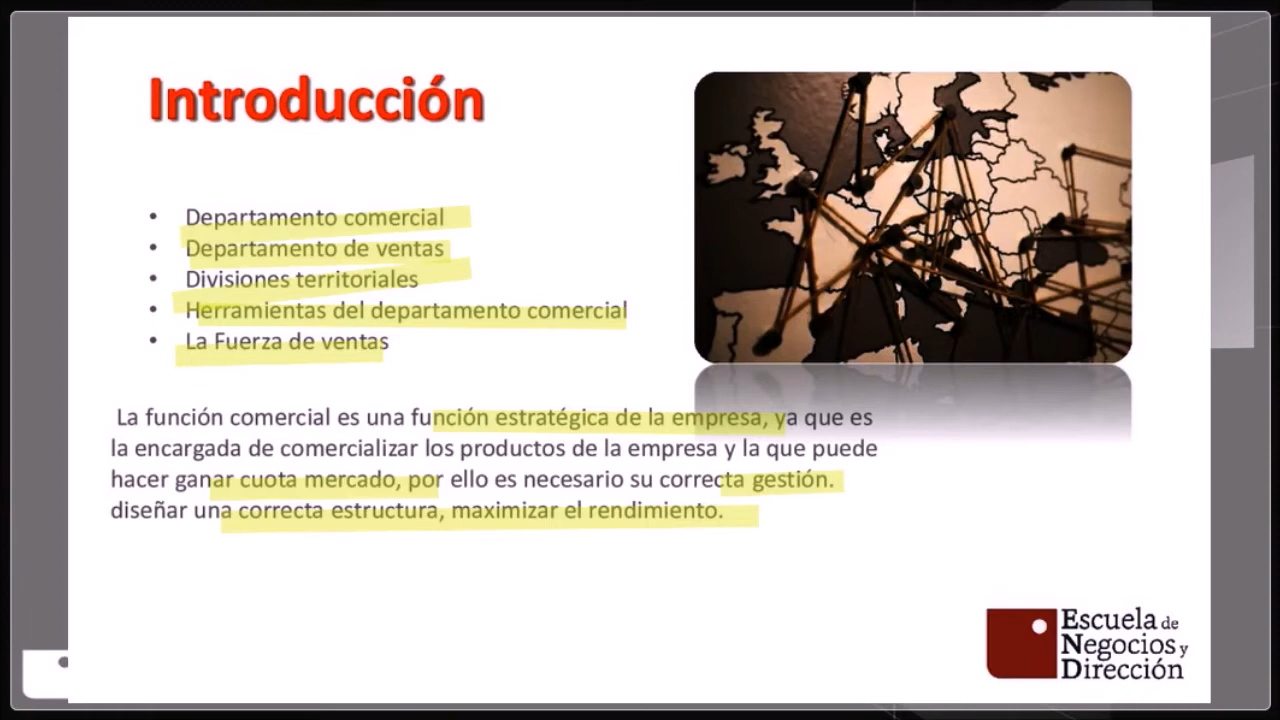 Introducción
• Departamento comercial
• Departamento de ventas
• Divisiones territoriales
• Herramientas del departamento comercial
• La Fuerza de ventas
La función comercial es una función estratégica de la empresa, ya que es
la encargada de comercializar los productos de la empresa y la que puede
hacer ganar cuota mercado, por ello es necesario su correcta gestión.
diseñar una correcta estructura, maximizar el rendimiento.
Escuela de
Negocios y
Dirección